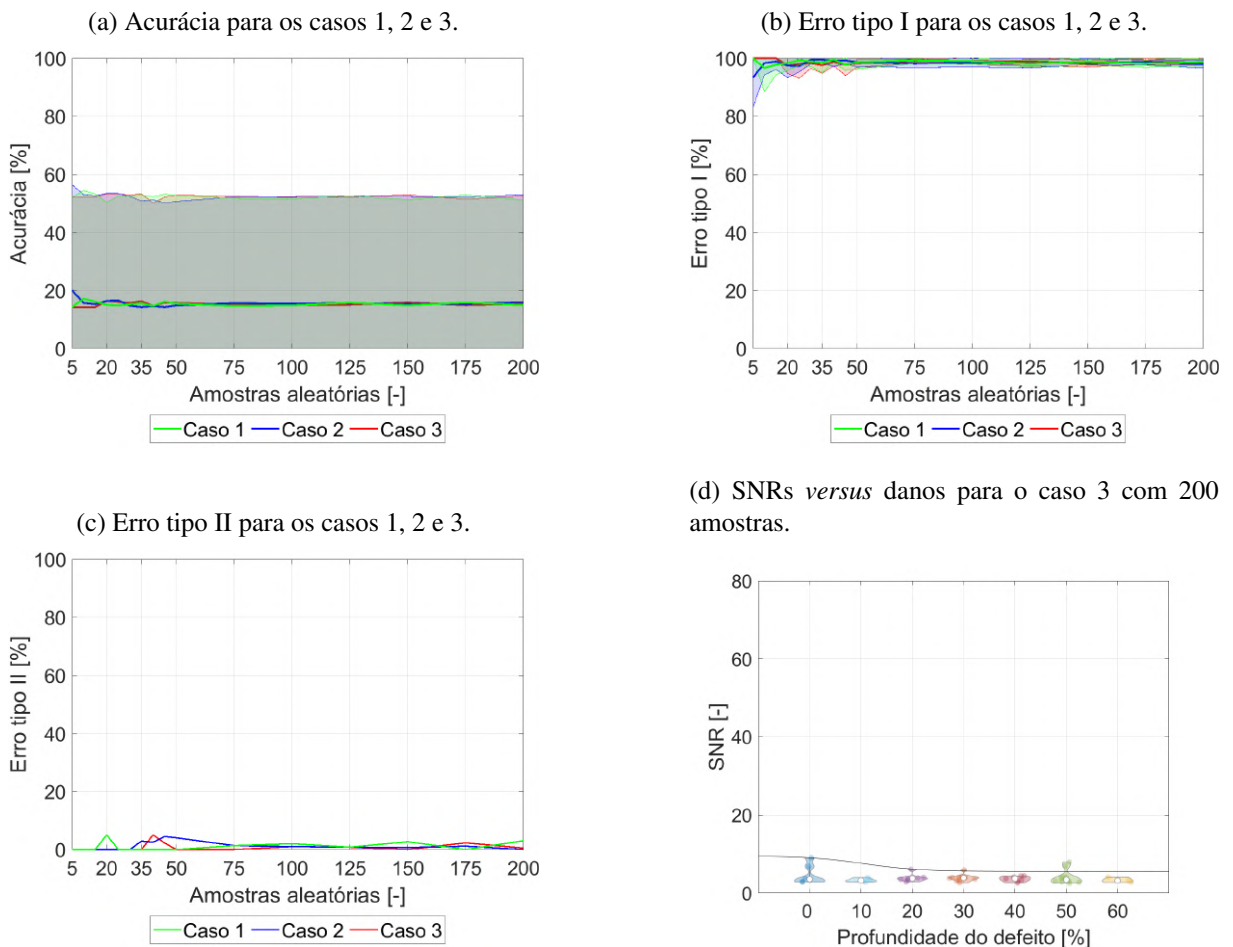 (a) Acurácia para os casos 1, 2 e 3.
100
80
60
40
20
0
Acurácia [%]
5 20 35 50 75 100 125 150 175 200
Amostras aleatórias [-]
Caso 1 Caso 2 Caso 3
(b) Erro tipo I para os casos 1, 2 e 3.
100
80
60
40
20
0
Erro tipo I [%]
5 20 35 50 75 100 125 150 175 200
Amostras aleatórias [-]
Caso 1 Caso 2 Caso 3
(c) Erro tipo II para os casos 1, 2 e 3.
100
80
60
40
20
0
Erro tipo II [%]
5 20 35 50 75 100 125 150 175 200
Amostras aleatórias [-]
Caso 1 Caso 2 Caso 3
(d) SNRs versus danos para o caso 3 com 200
amostras.
80
60
40
20
0
SNR [-]
0 10 20 30 40 50 60
Profundidade do defeito [%]